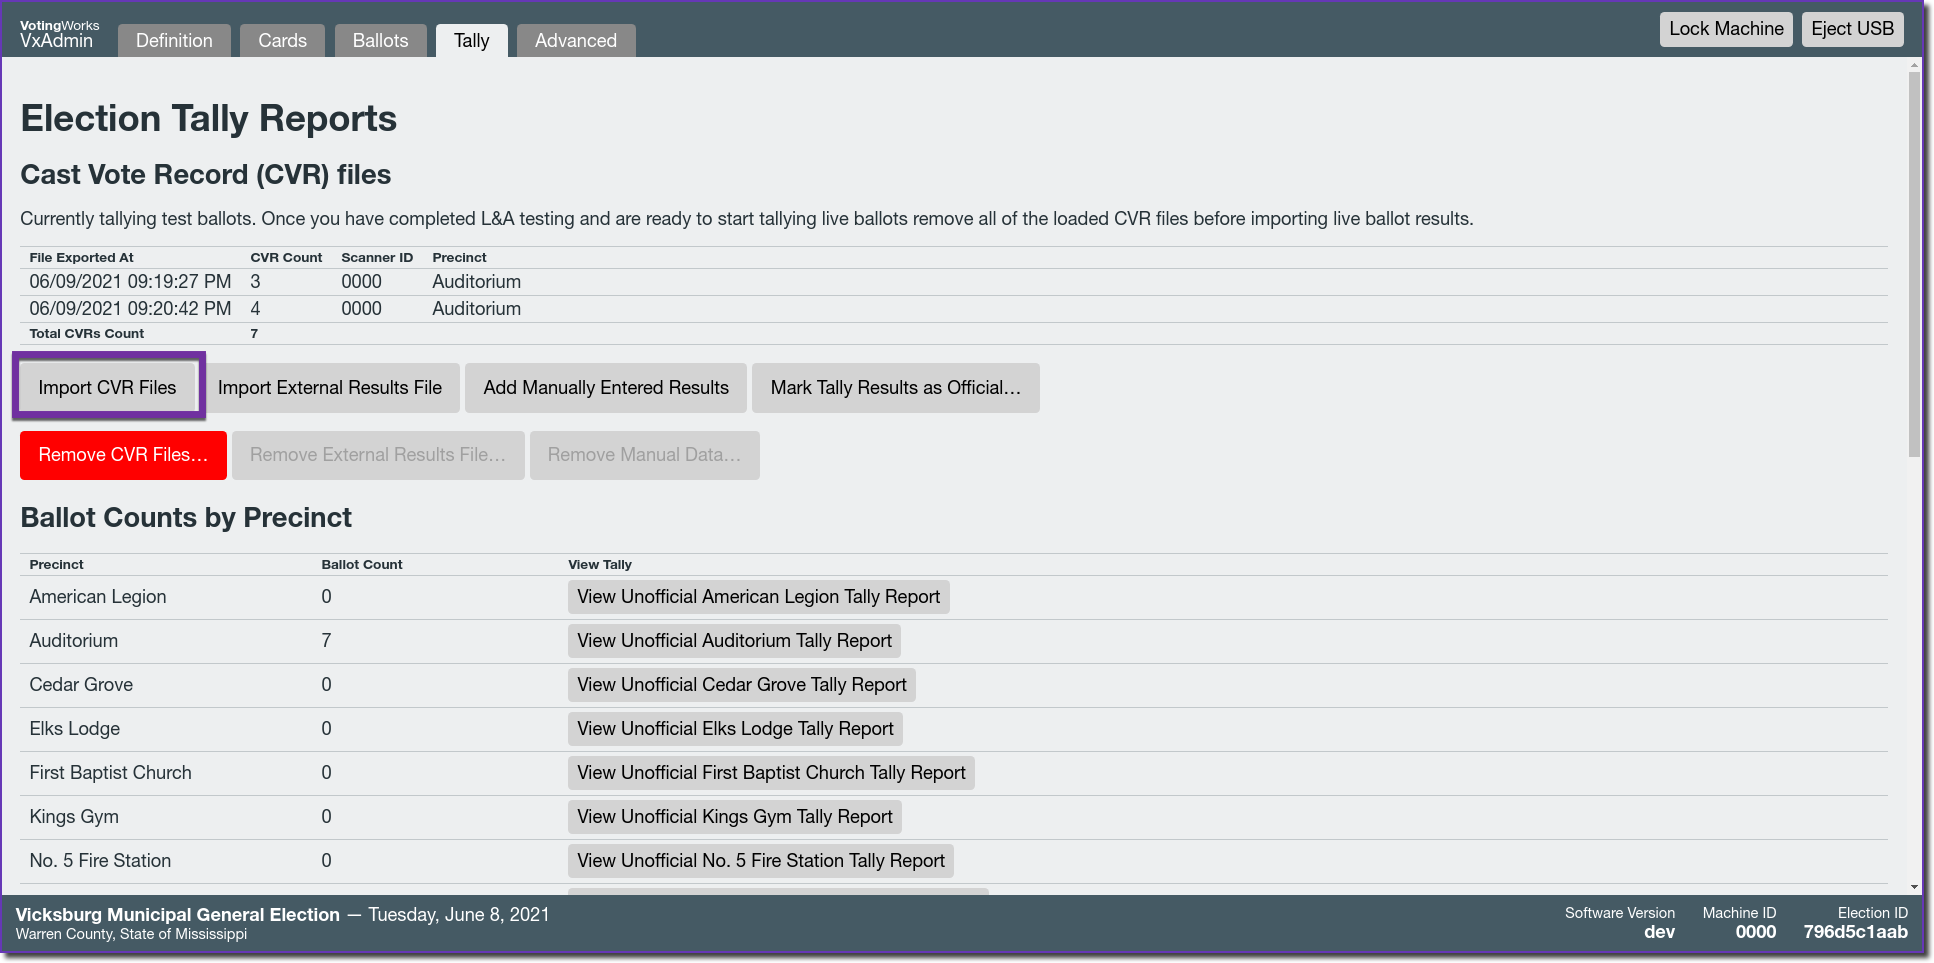 VotingWorks
VxAdmin
Definition
Cards
Ballots
Tally
Advanced
Lock Machine
Eject USB
Election Tally Reports
Cast Vote Record (CVR) files
Currently tallying test ballots. Once you have completed L&A testing and are ready to start tallying live ballots remove all of the loaded CVR files before importing live ballot results.
File Exported At CVR Count Scanner ID Precinct
06/09/2021 09:19:27 PM 3 0000 Auditorium
06/09/2021 09:20:42 PM 4 0000 Auditorium
Total CVRs Count 7
Import CVR Files
Import External Results File
Add Manually Entered Results
Mark Tally Results as Official…
Remove CVR Files…
Remove External Results File…
Remove Manual Data…
Ballot Counts by Precinct
Precinct Ballot Count View Tally
American Legion 0 View Unofficial American Legion Tally Report
Auditorium 7 View Unofficial Auditorium Tally Report
Cedar Grove 0 View Unofficial Cedar Grove Tally Report
Elks Lodge 0 View Unofficial Elks Lodge Tally Report
First Baptist Church 0 View Unofficial First Baptist Church Tally Report
Kings Gym 0 View Unofficial Kings Gym Tally Report
No. 5 Fire Station 0 View Unofficial No. 5 Fire Station Tally Report
Vicksburg Municipal General Election — Tuesday, June 8, 2021
Warren County, State of Mississippi
Software Version
dev
Machine ID
0000
Election ID
796d5c1aab